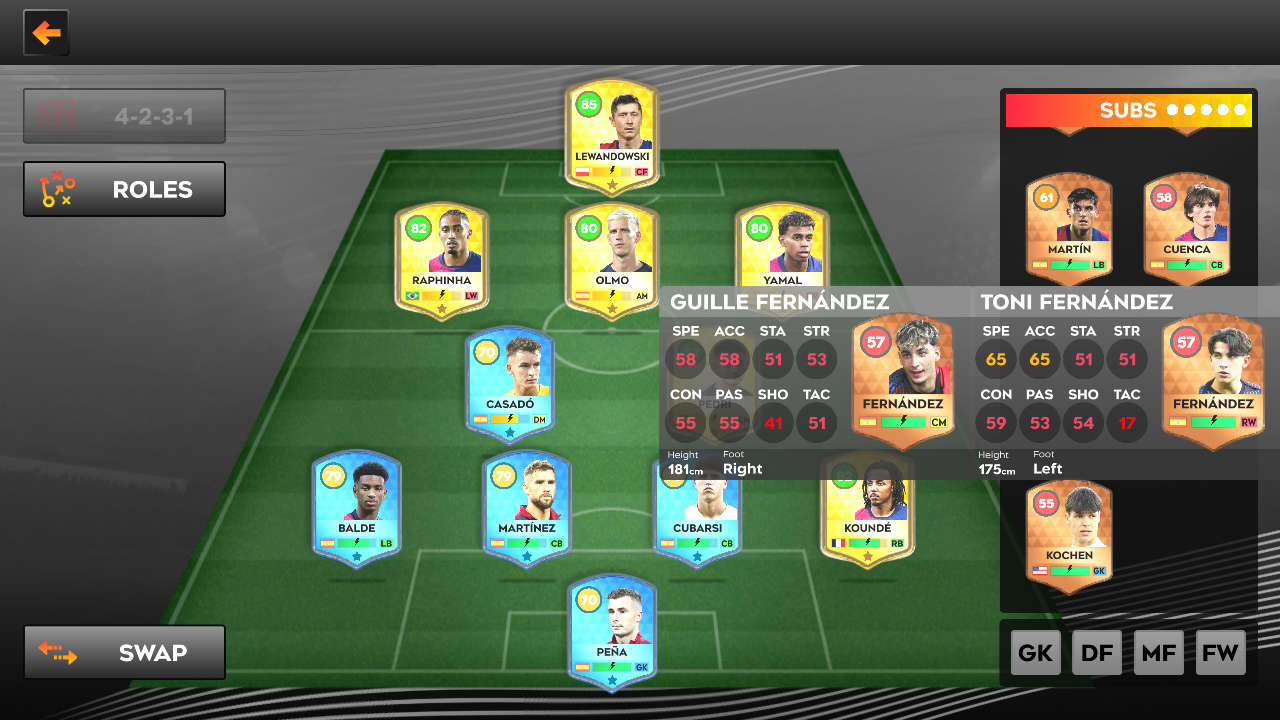 4-2-3-1
ROLES
SUBS
85
LEWANDOWSKI
CF
82
RAPHINHA
LW
80
OLMO
AM
80
YAMAL
61
MARTÍN
LB
58
CUENCA
CB
GUILLE FERNÁNDEZ
SPE ACC STA STR
58 58 51 53
CON PAS SHO TAC
55 55 41 51
Height Foot
181cm Right
57
FERNÁNDEZ
CM
TONI FERNÁNDEZ
SPE ACC STA STR
65 65 51 51
CON PAS SHO TAC
59 53 54 17
Height Foot
175cm Left
57
FERNÁNDEZ
RW
70
CASADÓ
DM
PEDRI
79
BALDE
LB
79
MARTÍNEZ
CB
CUBARSI
CB
82
KOUNDÉ
RB
55
KOCHEN
GK
70
PEÑA
GK
SWAP
GK DF MF FW